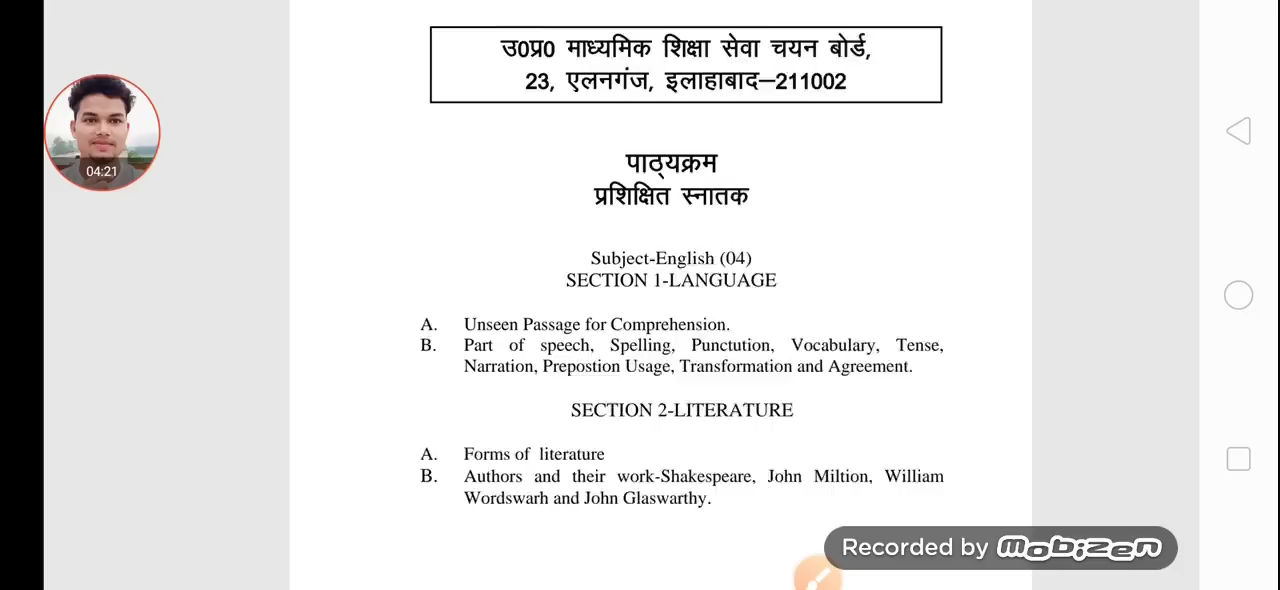 उ0प्र0 माध्यमिक शिक्षा सेवा चयन बोर्ड,
23, एलनगंज, इलाहाबाद–211002
04:21
पाठ्यक्रम
प्रशिक्षित स्नातक
Subject-English (04)
SECTION 1-LANGUAGE
A. Unseen Passage for Comprehension.
B. Part of speech, Spelling, Punctution, Vocabulary, Tense,
Narration, Prepostion Usage, Transformation and Agreement.
SECTION 2-LITERATURE
A. Forms of literature
B. Authors and their work-Shakespeare, John Miltion, William
Wordswarh and John Glaswarthy.
Recorded by mobizen